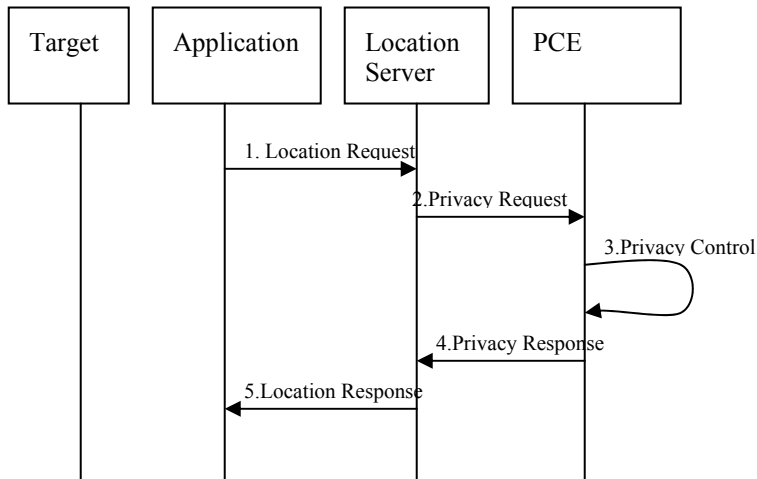 Target
Application
Location
Server
PCE
1. Location Request
2.Privacy Request
3.Privacy Control
4.Privacy Response
5.Location Response